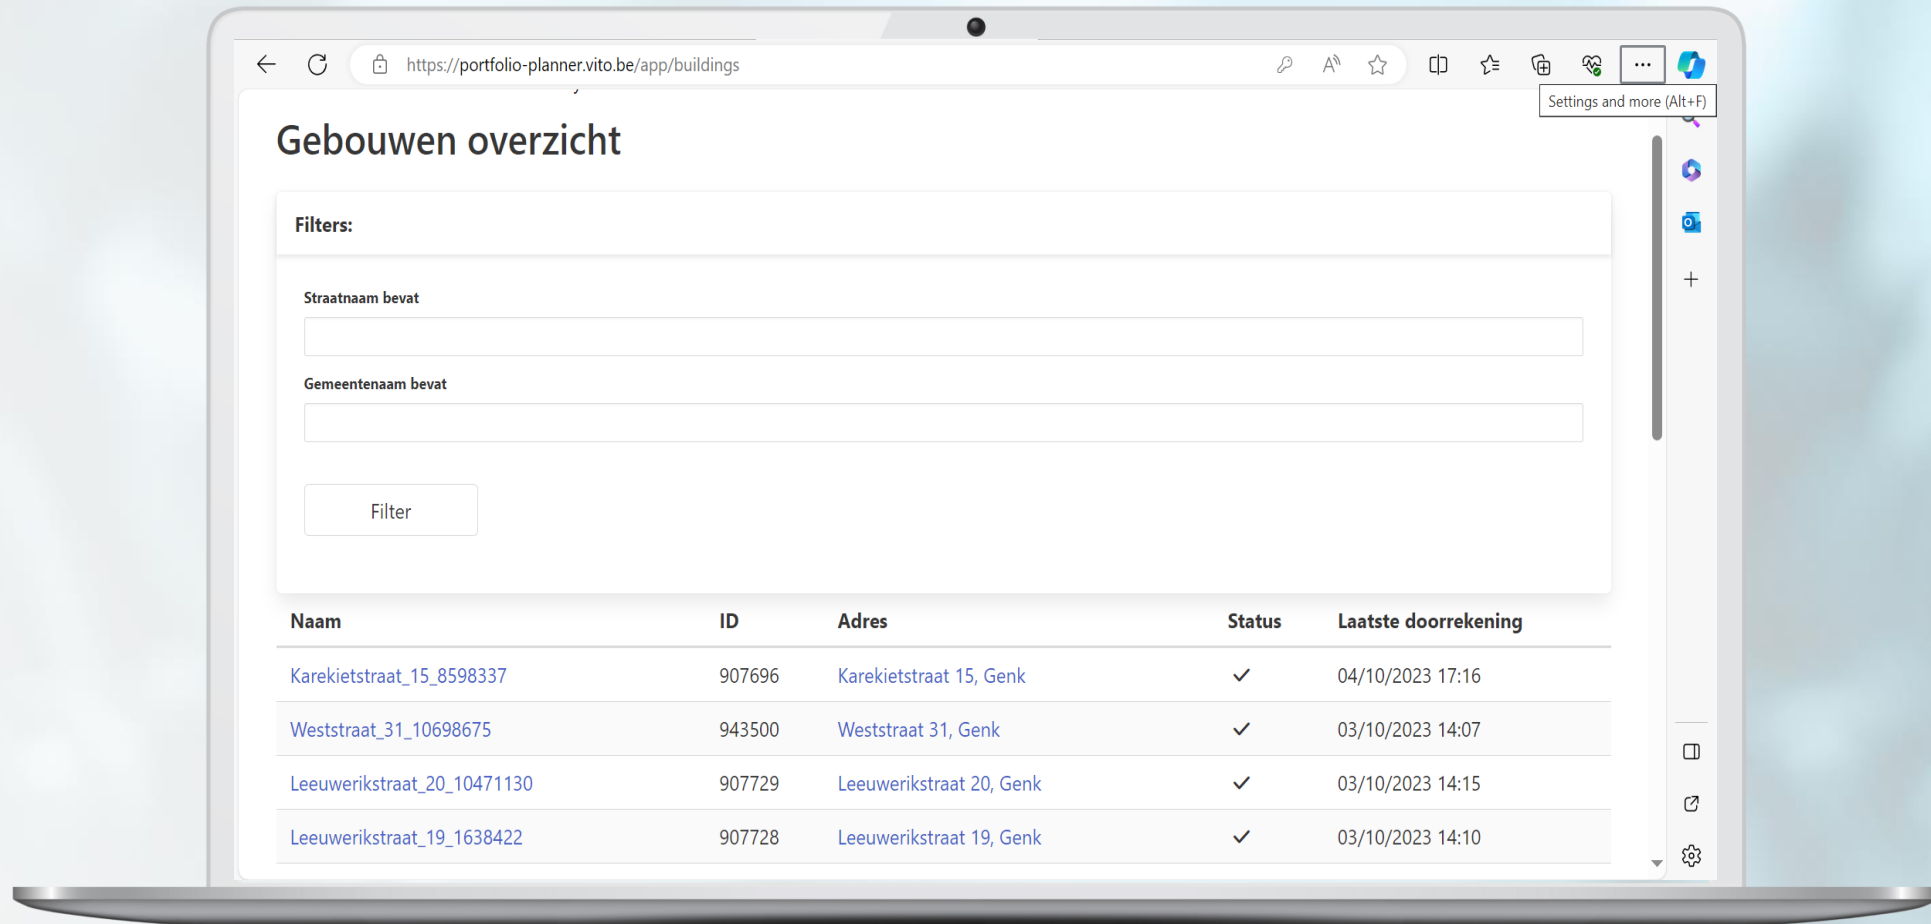 https://portfolio-planner.vito.be/app/buildings
Settings and more (Alt+F)
Gebouwen overzicht
Filters:
Straatnaam bevat
Gemeentenaam bevat
Filter
Naam ID Adres Status Laatste doorrekening
Karekietstraat_15_8598337 907696 Karekietstraat 15, Genk 04/10/2023 17:16
Weststraat_31_10698675 943500 Weststraat 31, Genk 03/10/2023 14:07
Leeuwerikstraat_20_10471130 907729 Leeuwerikstraat 20, Genk 03/10/2023 14:15
Leeuwerikstraat_19_1638422 907728 Leeuwerikstraat 19, Genk 03/10/2023 14:10